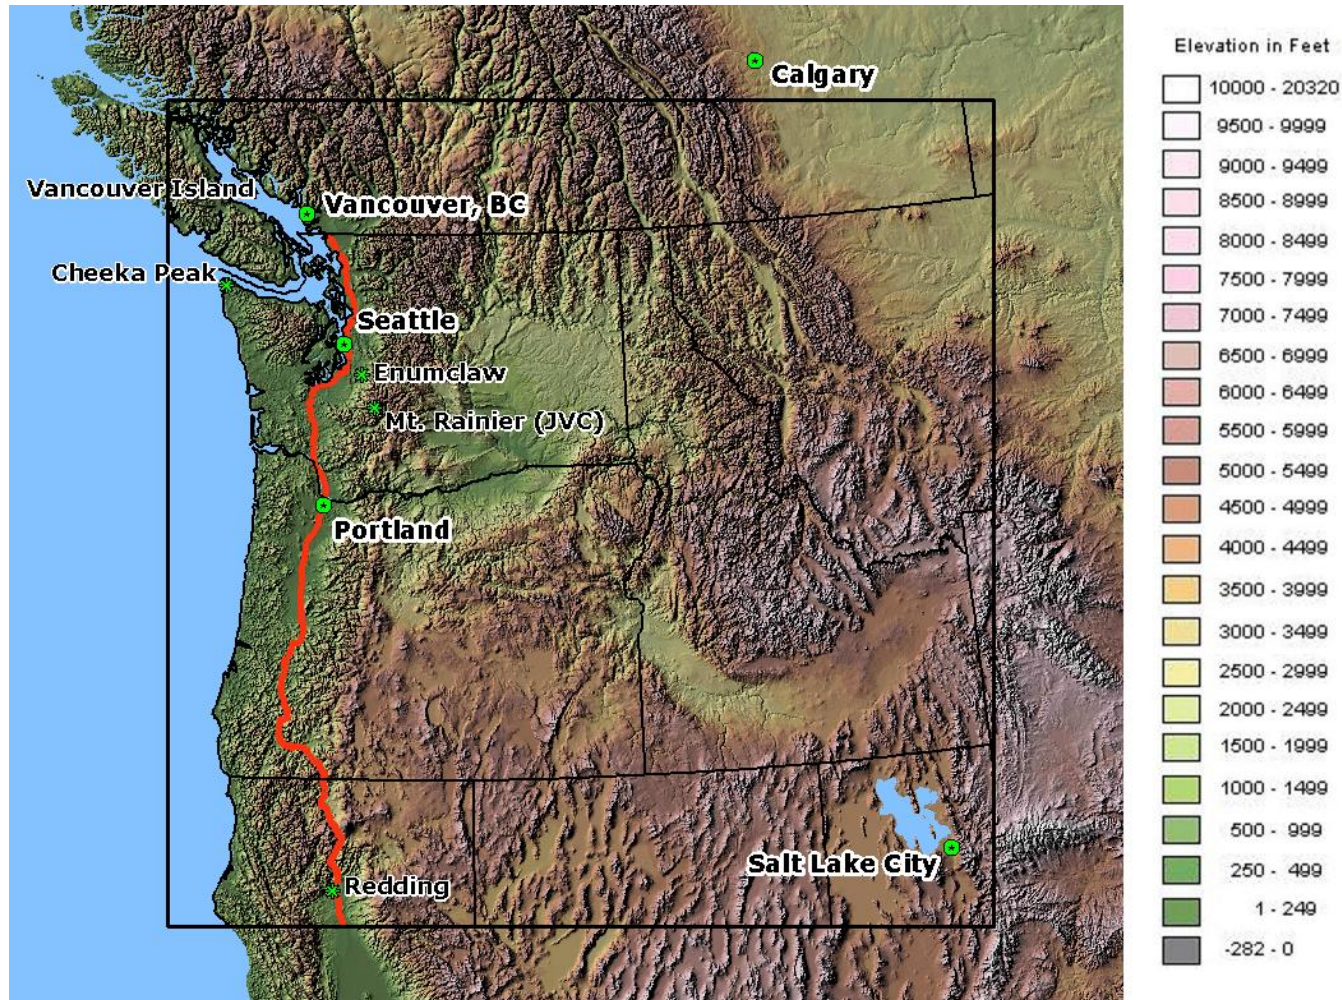 Calgary
Vancouver Island
Vancouver, BC
Cheeka Peak
Seattle
Enumclaw
Mt. Rainier (JVC)
Portland
Salt Lake City
Redding
Elevation in Feet
10000 - 20320
9500 - 9999
9000 - 9499
8500 - 8999
8000 - 8499
7500 - 7999
7000 - 7499
6500 - 6999
6000 - 6499
5500 - 5999
5000 - 5499
4500 - 4999
4000 - 4499
3500 - 3999
3000 - 3499
2500 - 2999
2000 - 2499
1500 - 1999
1000 - 1499
500 - 999
250 - 499
1 - 249
-282 - 0